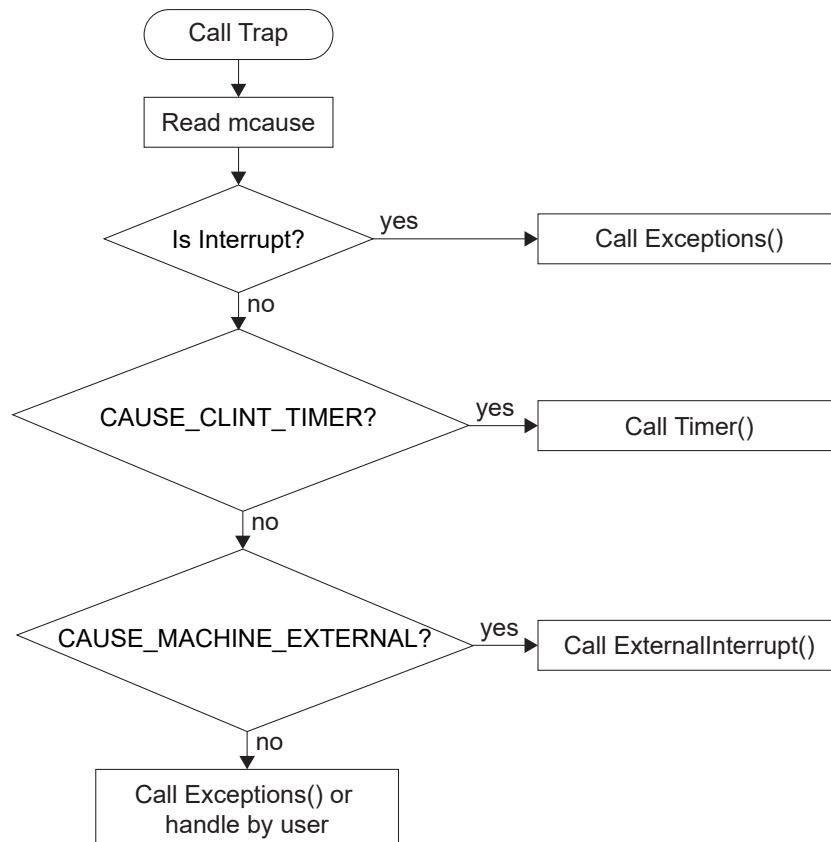 Call Trap
Read mcause
Is Interrupt?
yes
Call Exceptions()
no
CAUSE_CLINT_TIMER?
yes
Call Timer()
no
CAUSE_MACHINE_EXTERNAL?
yes
Call ExternalInterrupt()
no
Call Exceptions() or
handle by user